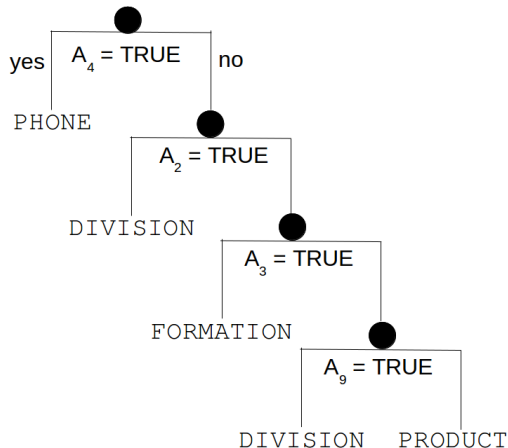 yes A₄ = TRUE no
PHONE
A₂ = TRUE
DIVISION
A₃ = TRUE
FORMATION
A₉ = TRUE
DIVISION PRODUCT